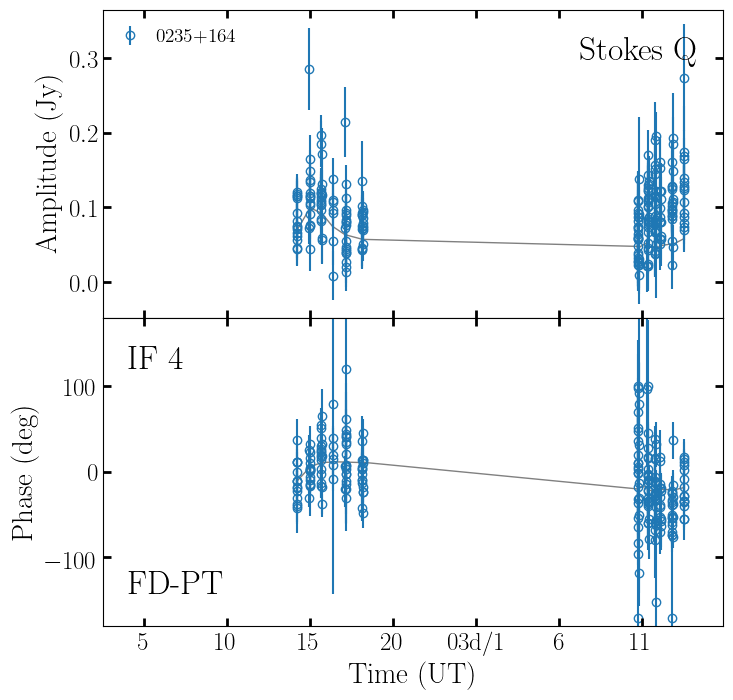 0235+164
Stokes Q
Amplitude (Jy)
0.3
0.2
0.1
0.0
IF 4
Phase (deg)
100
0
−100
FD-PT
5 10 15 20 03d/1 6 11
Time (UT)